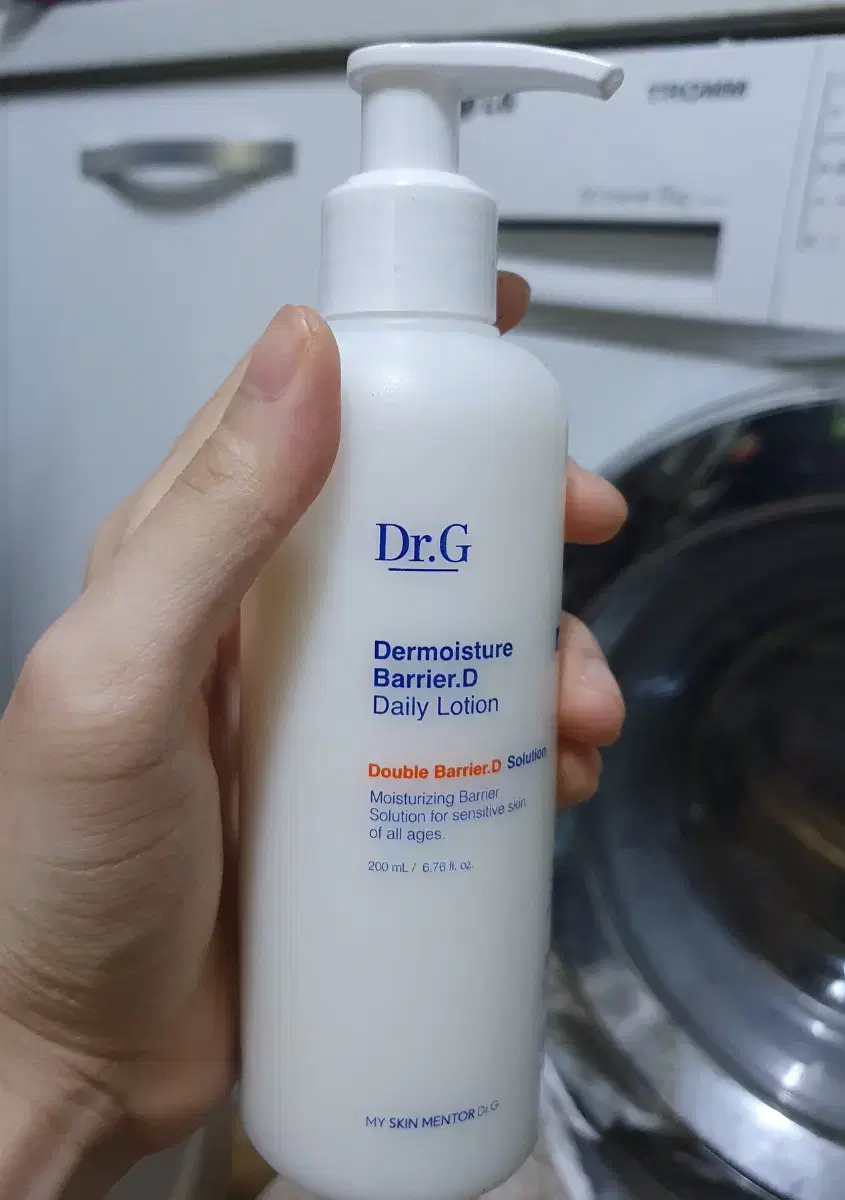 TROMM
Dr.G
Dermoisture
Barrier.D
Daily Lotion
Double Barrier.D Solution
Moisturizing Barrier
Solution for sensitive skin
of all ages.
200 mL / 6.76 fl. oz.
MY SKIN MENTOR Dr.G